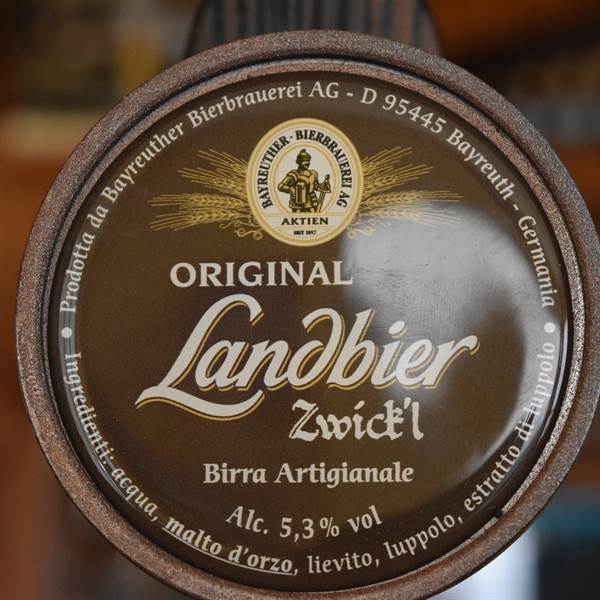 Prodotta da Bayreuther Bierbrauerei AG - D 95445 Bayreuth - Germania
BAYREUTHER · BIERBRAUEREI AG
AKTIEN
SEIT 1857
ORIGINAL
Landbier
Zwick'l
Birra Artigianale
Alc. 5,3% vol
Ingredienti: acqua, malto d'orzo, lievito, luppolo, estratto di luppolo